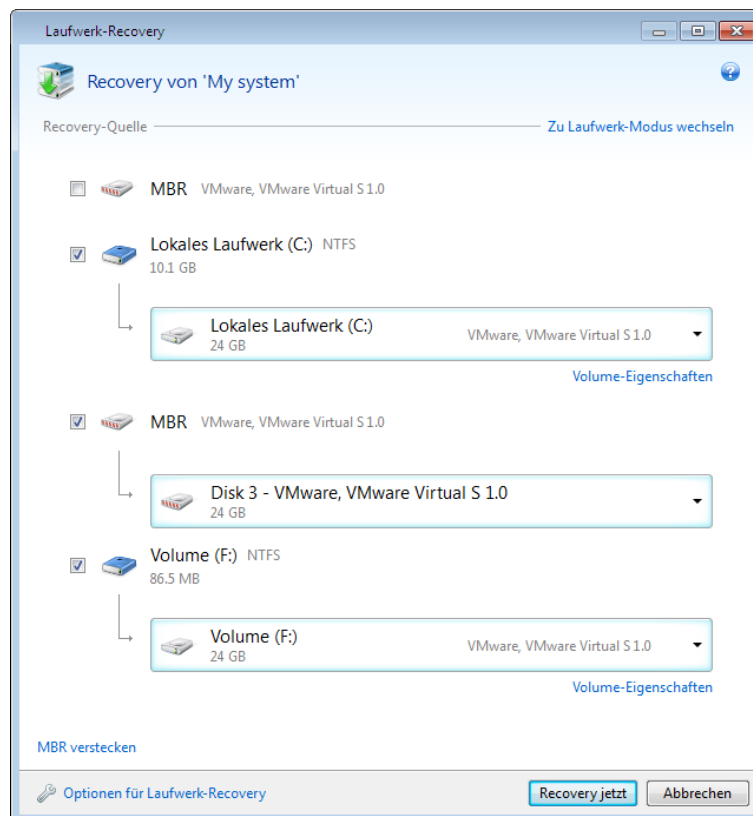 Laufwerk-Recovery
Recovery von 'My system'
Recovery-Quelle Zu Laufwerk-Modus wechseln
MBR VMware, VMware Virtual S 1.0
Lokales Laufwerk (C:) NTFS
10.1 GB
Lokales Laufwerk (C:) VMware, VMware Virtual S 1.0
24 GB
Volume-Eigenschaften
MBR VMware, VMware Virtual S 1.0
Disk 3 - VMware, VMware Virtual S 1.0
24 GB
Volume (F:) NTFS
86.5 MB
Volume (F:) VMware, VMware Virtual S 1.0
24 GB
Volume-Eigenschaften
MBR verstecken
Optionen für Laufwerk-Recovery Recovery jetzt Abbrechen